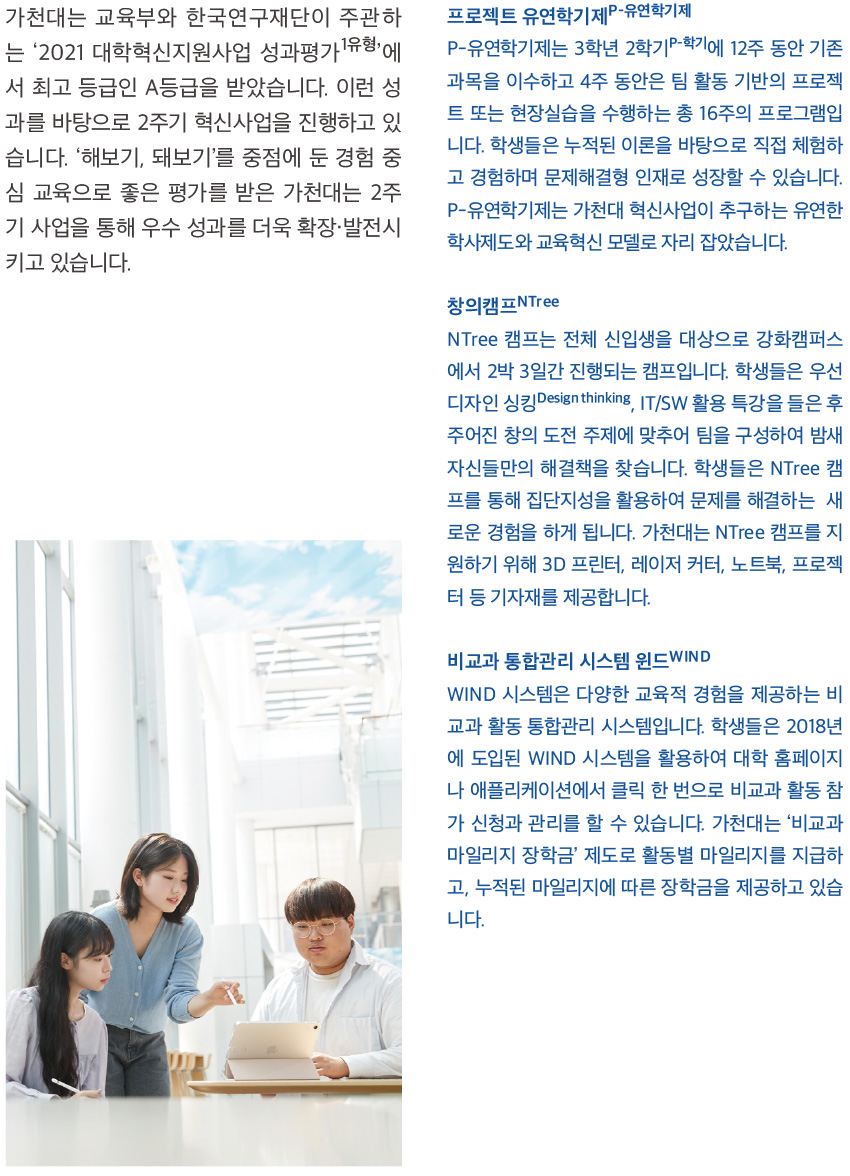 가천대는 교육부와 한국연구재단이 주관하
는 ‘2021 대학혁신지원사업 성과평가1유형’에
서 최고 등급인 A등급을 받았습니다. 이런 성
과를 바탕으로 2주기 혁신사업을 진행하고 있
습니다. ‘해보기, 돼보기’를 중점에 둔 경험 중
심 교육으로 좋은 평가를 받은 가천대는 2주
기 사업을 통해 우수 성과를 더욱 확장·발전시
키고 있습니다.
프로젝트 유연학기제P-유연학기제
P-유연학기제는 3학년 2학기P-학기에 12주 동안 기존
과목을 이수하고 4주 동안은 팀 활동 기반의 프로젝
트 또는 현장실습을 수행하는 총 16주의 프로그램입
니다. 학생들은 누적된 이론을 바탕으로 직접 체험하
고 경험하며 문제해결형 인재로 성장할 수 있습니다.
P-유연학기제는 가천대 혁신사업이 추구하는 유연한
학사제도와 교육혁신 모델로 자리 잡았습니다.
창의캠프NTree
NTree 캠프는 전체 신입생을 대상으로 강화캠퍼스
에서 2박 3일간 진행되는 캠프입니다. 학생들은 우선
디자인 싱킹Design thinking, IT/SW 활용 특강을 들은 후
주어진 창의 도전 주제에 맞추어 팀을 구성하여 밤새
자신들만의 해결책을 찾습니다. 학생들은 NTree 캠
프를 통해 집단지성을 활용하여 문제를 해결하는 새
로운 경험을 하게 됩니다. 가천대는 NTree 캠프를 지
원하기 위해 3D 프린터, 레이저 커터, 노트북, 프로젝
터 등 기자재를 제공합니다.
비교과 통합관리 시스템 윈드WIND
WIND 시스템은 다양한 교육적 경험을 제공하는 비
교과 활동 통합관리 시스템입니다. 학생들은 2018년
에 도입된 WIND 시스템을 활용하여 대학 홈페이지
나 애플리케이션에서 클릭 한 번으로 비교과 활동 참
가 신청과 관리를 할 수 있습니다. 가천대는 ‘비교과
마일리지 장학금’ 제도로 활동별 마일리지를 지급하
고, 누적된 마일리지에 따른 장학금을 제공하고 있습
니다.